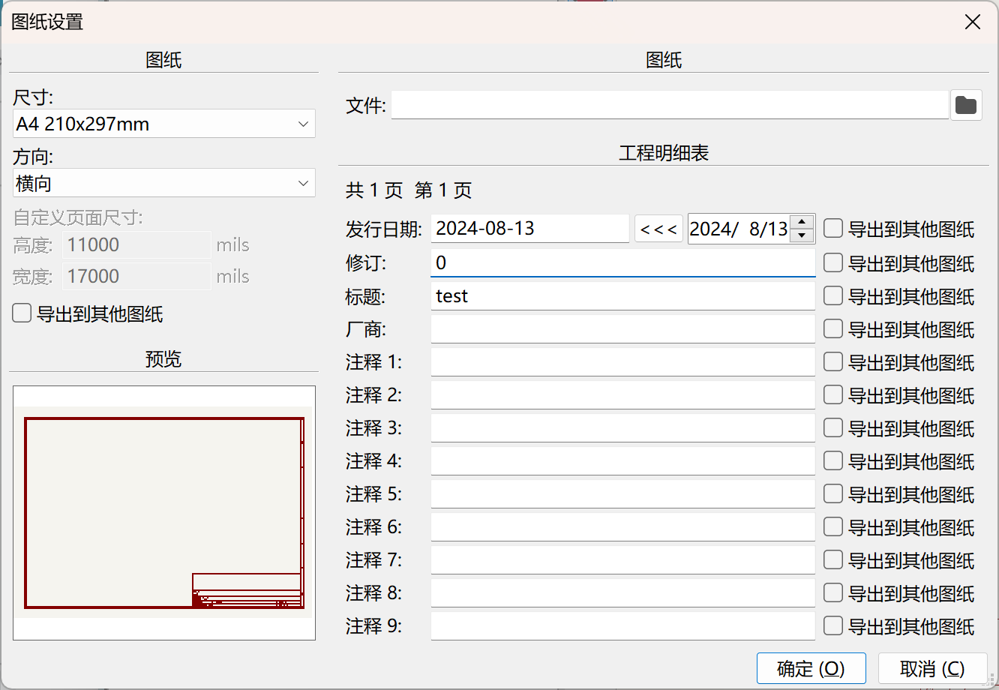 图纸设置
图纸
尺寸:
A4 210x297mm
方向:
横向
自定义页面尺寸:
高度: 11000 mils
宽度: 17000 mils
导出到其他图纸
预览
图纸
文件:
工程明细表
共 1 页 第 1 页
发行日期: 2024-08-13 <<< 2024/ 8/13 导出到其他图纸
修订: 0 导出到其他图纸
标题: test 导出到其他图纸
厂商: 导出到其他图纸
注释 1: 导出到其他图纸
注释 2: 导出到其他图纸
注释 3: 导出到其他图纸
注释 4: 导出到其他图纸
注释 5: 导出到其他图纸
注释 6: 导出到其他图纸
注释 7: 导出到其他图纸
注释 8: 导出到其他图纸
注释 9: 导出到其他图纸
确定 (O) 取消 (C)